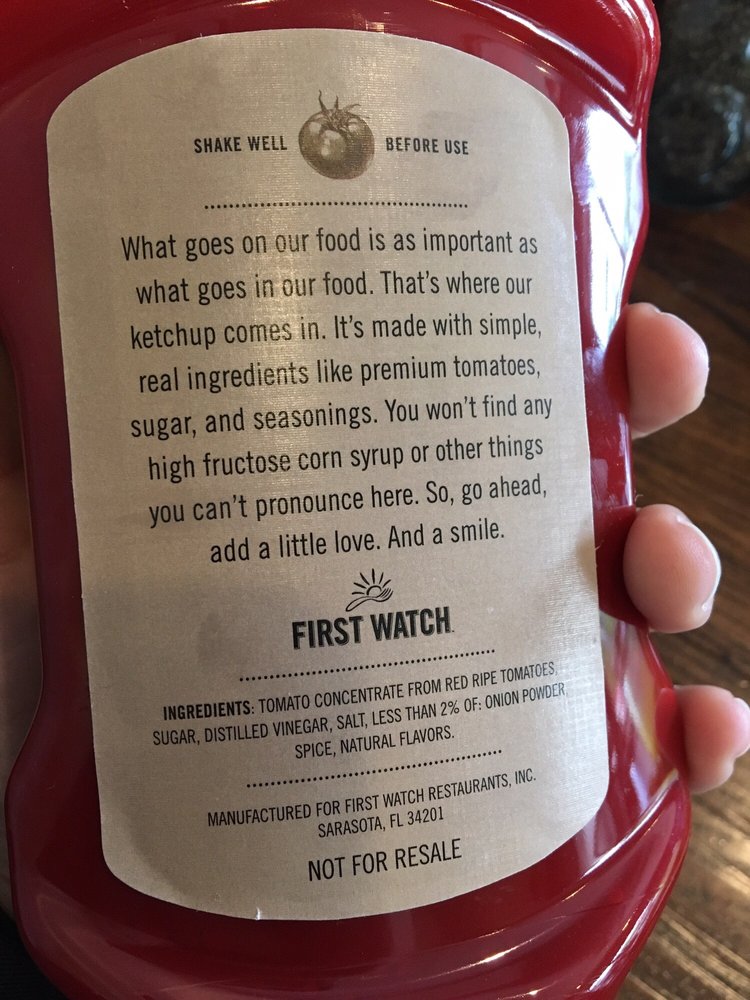 SHAKE WELL BEFORE USE
What goes on our food is as important as
what goes in our food. That's where our
ketchup comes in. It's made with simple,
real ingredients like premium tomatoes,
sugar, and seasonings. You won't find any
high fructose corn syrup or other things
you can't pronounce here. So, go ahead,
add a little love. And a smile.
FIRST WATCH
INGREDIENTS: TOMATO CONCENTRATE FROM RED RIPE TOMATOES,
SUGAR, DISTILLED VINEGAR, SALT, LESS THAN 2% OF: ONION POWDER,
SPICE, NATURAL FLAVORS.
MANUFACTURED FOR FIRST WATCH RESTAURANTS, INC.
SARASOTA, FL 34201
NOT FOR RESALE